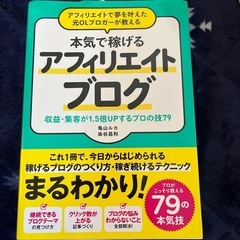 アフィリエイトで夢を叶えた
元OLブロガーが教える
本気で稼げる
アフィリエイト
ブログ
収益・集客が1.5倍UPするプロの技79
亀山ルカ
染谷昌利
これ1冊で、今日からはじめられる
稼げるブログのつくり方・稼ぎ続けるテクニック
まるわかり!
継続できる
ブログテーマ
の見つけ方
クリック数が
上がる
記事づくり
ブログの悩み
わからないこと
全部解決!
プロが
こっそり教える
79の
本気技